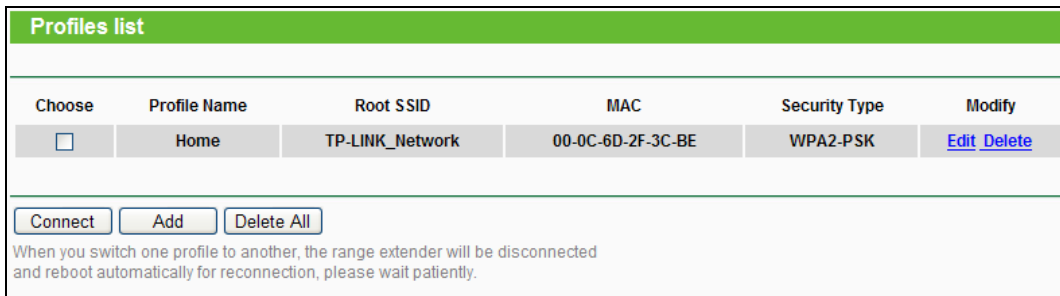 Profiles list
Choose Profile Name Root SSID MAC Security Type Modify
Home TP-LINK_Network 00-0C-6D-2F-3C-BE WPA2-PSK Edit Delete
Connect Add Delete All
When you switch one profile to another, the range extender will be disconnected
and reboot automatically for reconnection, please wait patiently.